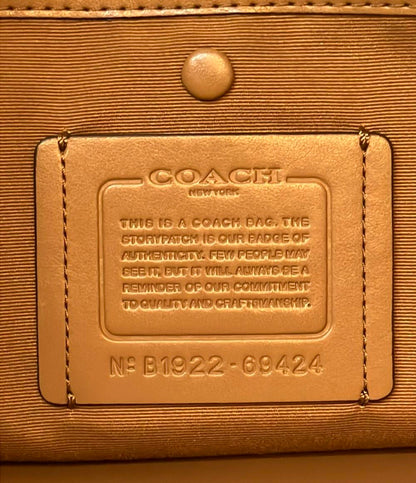 COACH
NEW YORK
THIS IS A COACH BAG. THE
STORYPATCH IS OUR BADGE OF
AUTHENTICITY. FEW PEOPLE MAY
SEE IT, BUT IT WILL ALWAYS BE A
REMINDER OF OUR COMMITMENT
TO QUALITY AND CRAFTSMANSHIP.
Nº B1922-69424